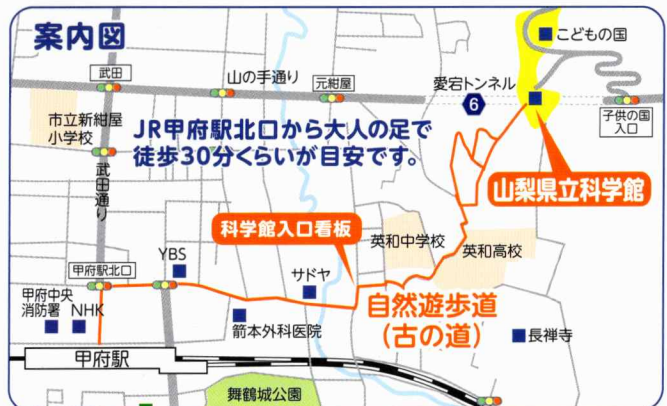 案内図
こどもの国
武田
山の手通り
元紺屋
愛宕トンネル
6
子供の国
入口
市立新紺屋
小学校
JR甲府駅北口から大人の足で
徒歩30分くらいが目安です。
武田通り
山梨県立科学館
科学館入口看板
英和中学校
英和高校
YBS
甲府駅北口
サドヤ
甲府中央
消防署
NHK
自然遊歩道
(古の道)
箭本外科医院
長禅寺
甲府駅
舞鶴城公園